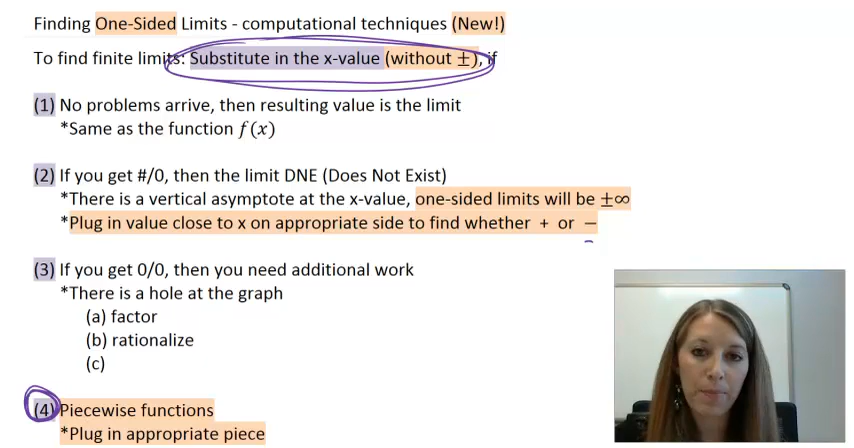 Finding One-Sided Limits - computational techniques (New!)
To find finite limits: Substitute in the x-value (without ±), if
(1) No problems arrive, then resulting value is the limit
*Same as the function f(x)
(2) If you get #/0, then the limit DNE (Does Not Exist)
*There is a vertical asymptote at the x-value, one-sided limits will be ±∞
*Plug in value close to x on appropriate side to find whether + or −
(3) If you get 0/0, then you need additional work
*There is a hole at the graph
(a) factor
(b) rationalize
(c)
(4) Piecewise functions
*Plug in appropriate piece